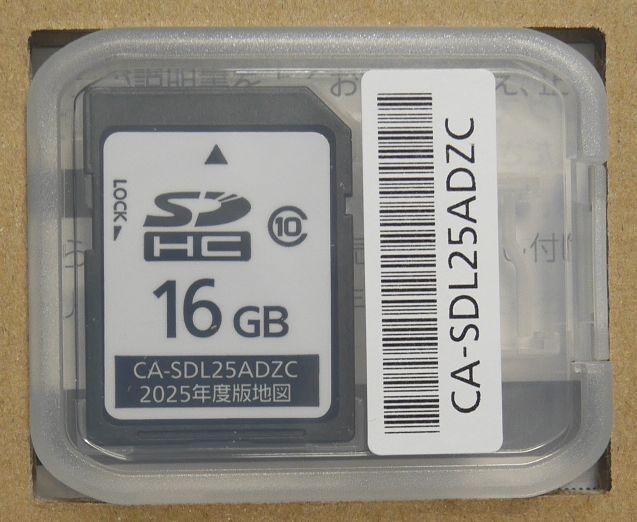 LOCK
SD
HC
10
16 GB
CA-SDL25ADZC
2025年度版地図
CA-SDL25ADZC